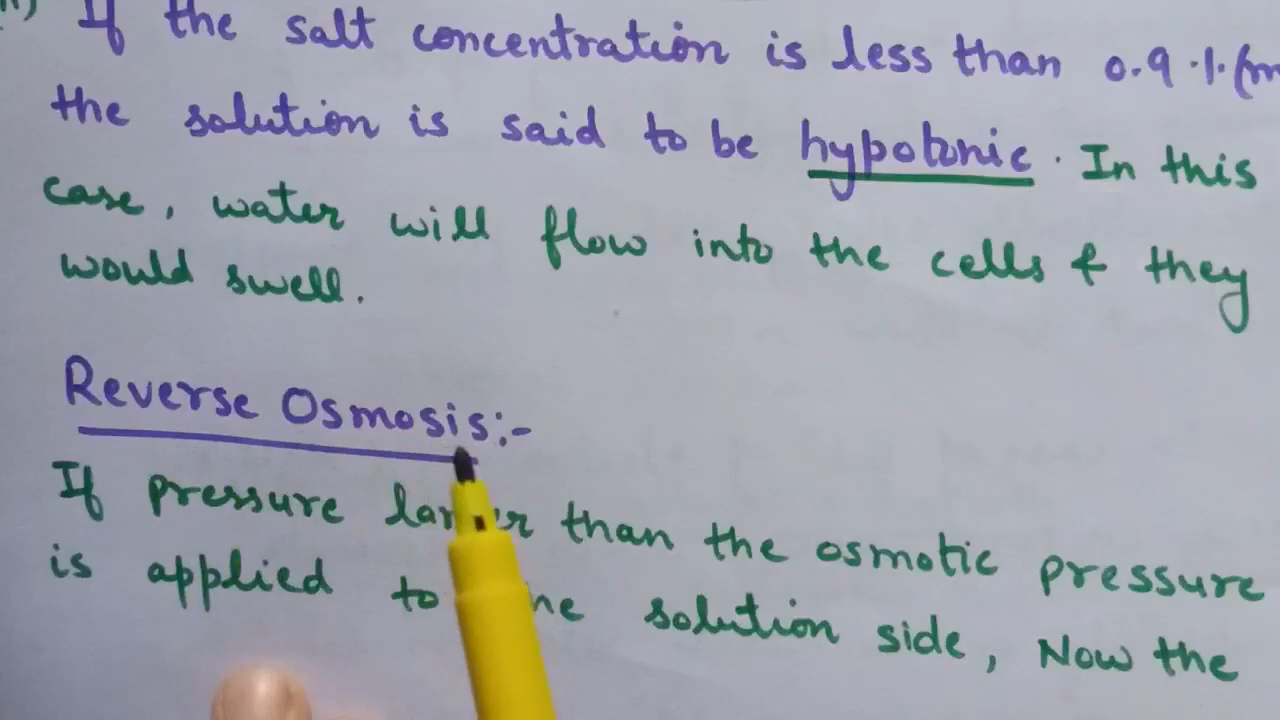 If the salt concentration is less than 0.9 % (m
the solution is said to be hypotonic. In this
case, water will flow into the cells & they
would swell.
Reverse Osmosis:-
If pressure than the osmotic pressure
is applied to solution side, Now the